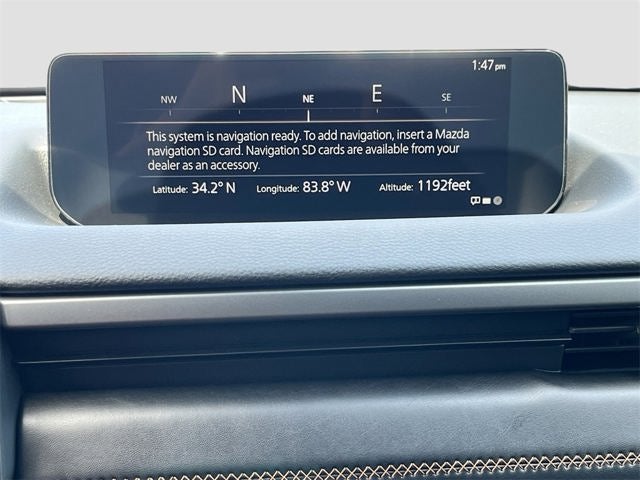 1:47pm
NW N NE E SE
This system is navigation ready. To add navigation, insert a Mazda
navigation SD card. Navigation SD cards are available from your
dealer as an accessory.
Latitude: 34.2° N Longitude: 83.8° W Altitude: 1192feet